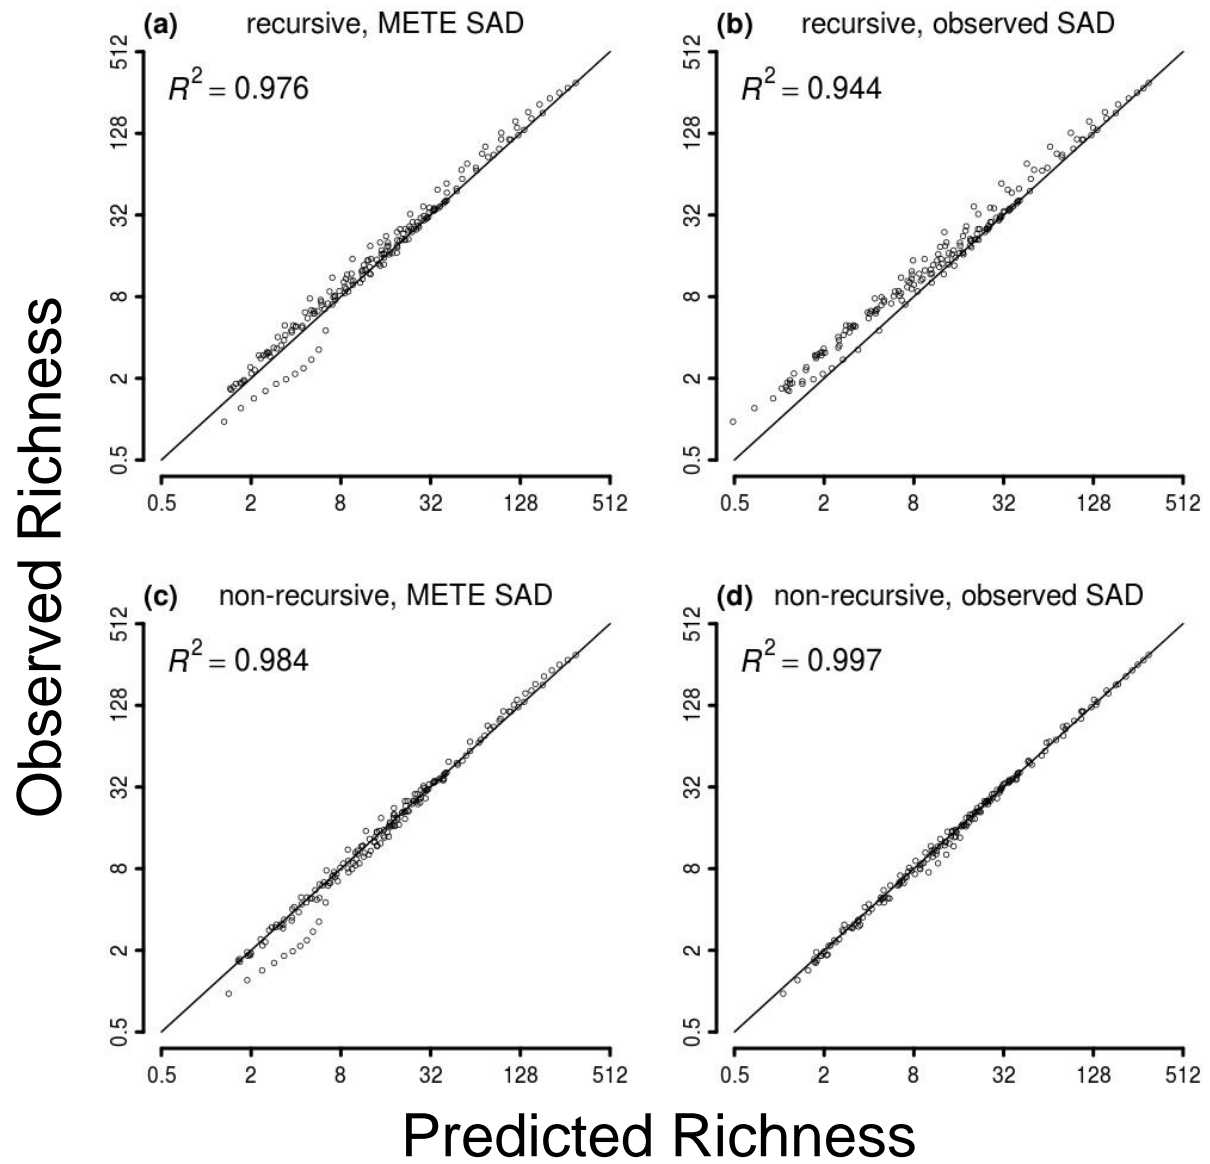 (a) recursive, METE SAD
R² = 0.976
512
128
32
8
2
0.5
0.5 2 8 32 128 512
(b) recursive, observed SAD
R² = 0.944
512
128
32
8
2
0.5
0.5 2 8 32 128 512
(c) non-recursive, METE SAD
R² = 0.984
512
128
32
8
2
0.5
0.5 2 8 32 128 512
(d) non-recursive, observed SAD
R² = 0.997
512
128
32
8
2
0.5
0.5 2 8 32 128 512
Observed Richness
Predicted Richness